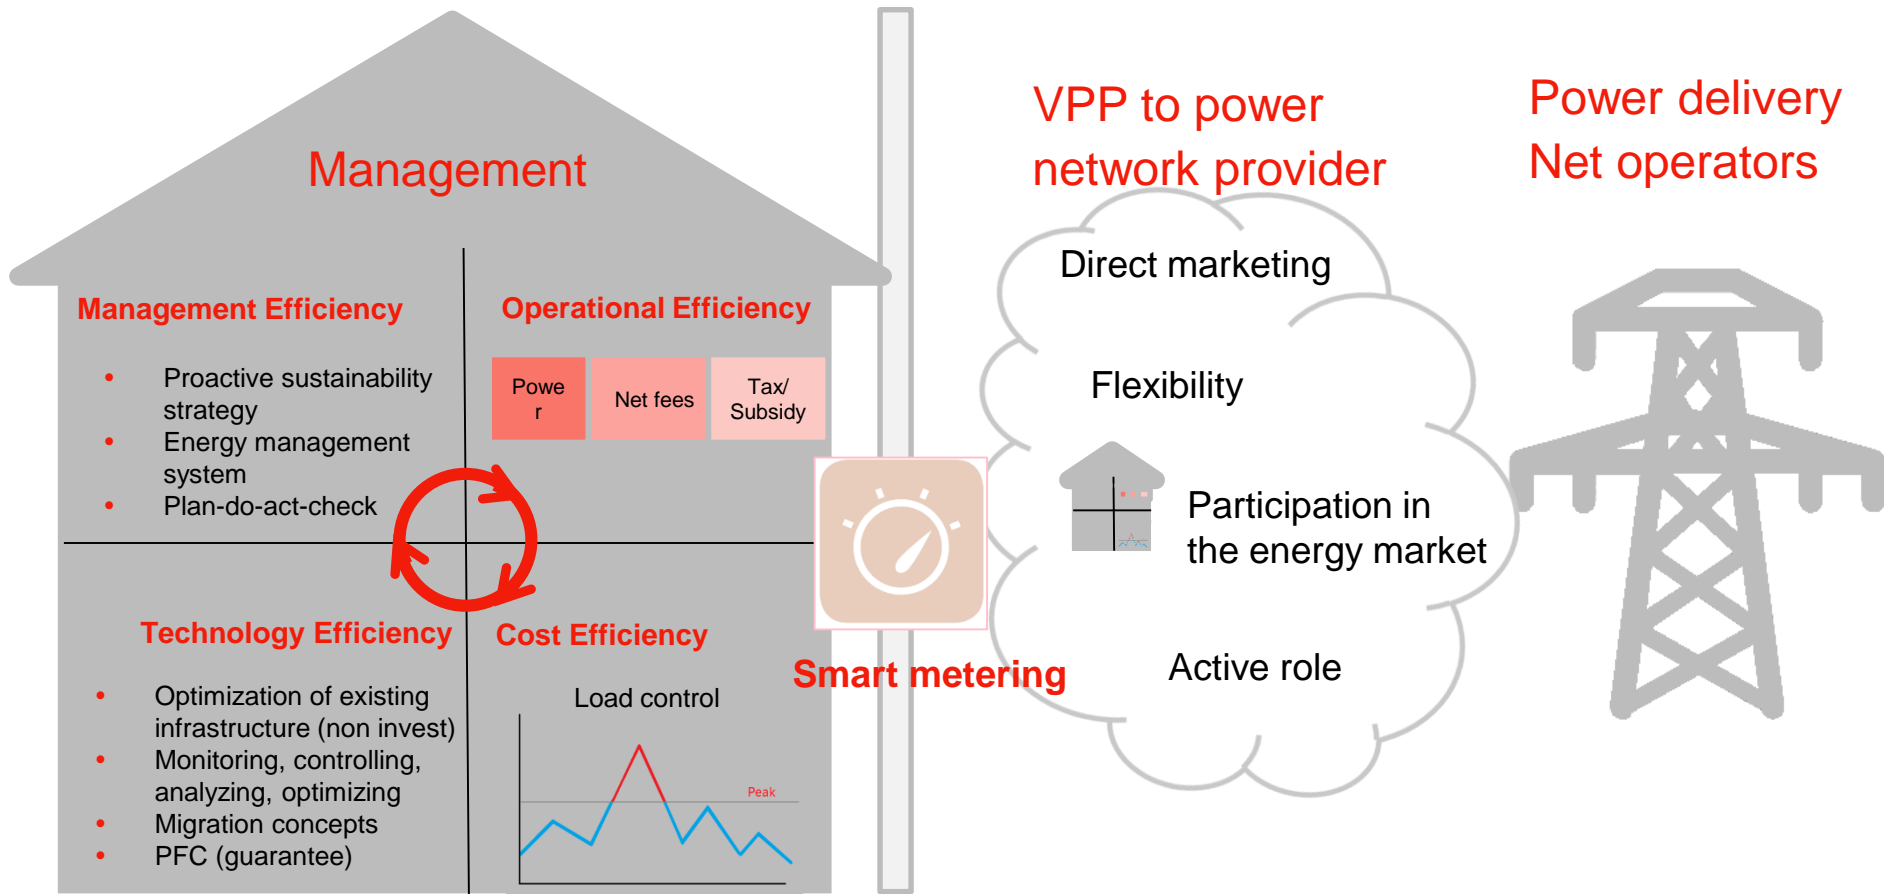 Management
Management Efficiency
• Proactive sustainability
strategy
• Energy management
system
• Plan-do-act-check
Operational Efficiency
Powe
r
Net fees
Tax/
Subsidy
Technology Efficiency
• Optimization of existing
infrastructure (non invest)
• Monitoring, controlling,
analyzing, optimizing
• Migration concepts
• PFC (guarantee)
Cost Efficiency
Load control
Peak
Smart metering
VPP to power
network provider
Direct marketing
Flexibility
Participation in
the energy market
Active role
Power delivery
Net operators